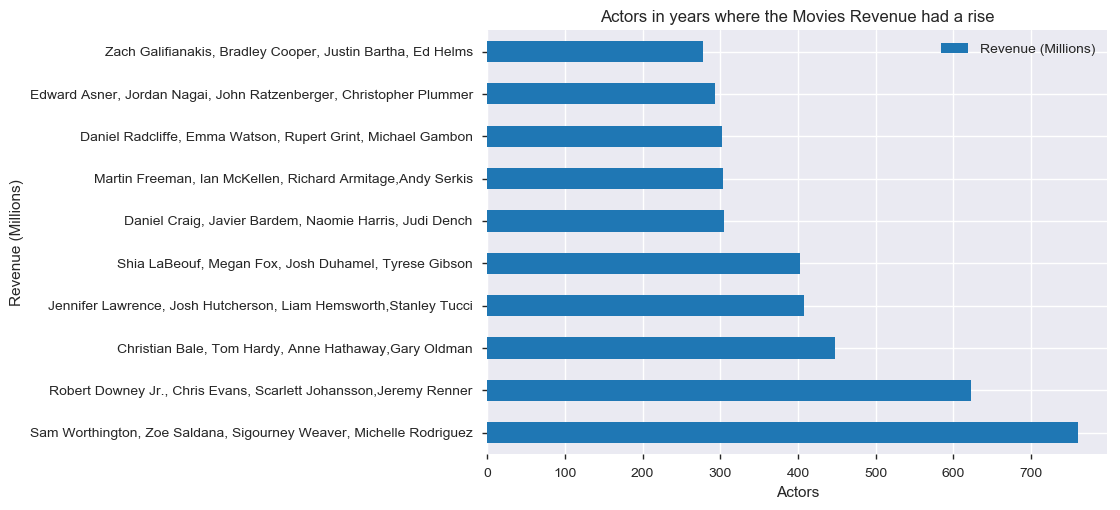 Actors in years where the Movies Revenue had a rise
Revenue (Millions)
Zach Galifianakis, Bradley Cooper, Justin Bartha, Ed Helms
Edward Asner, Jordan Nagai, John Ratzenberger, Christopher Plummer
Daniel Radcliffe, Emma Watson, Rupert Grint, Michael Gambon
Martin Freeman, Ian McKellen, Richard Armitage,Andy Serkis
Daniel Craig, Javier Bardem, Naomie Harris, Judi Dench
Shia LaBeouf, Megan Fox, Josh Duhamel, Tyrese Gibson
Jennifer Lawrence, Josh Hutcherson, Liam Hemsworth,Stanley Tucci
Christian Bale, Tom Hardy, Anne Hathaway,Gary Oldman
Robert Downey Jr., Chris Evans, Scarlett Johansson,Jeremy Renner
Sam Worthington, Zoe Saldana, Sigourney Weaver, Michelle Rodriguez
Revenue (Millions)
0 100 200 300 400 500 600 700
Actors